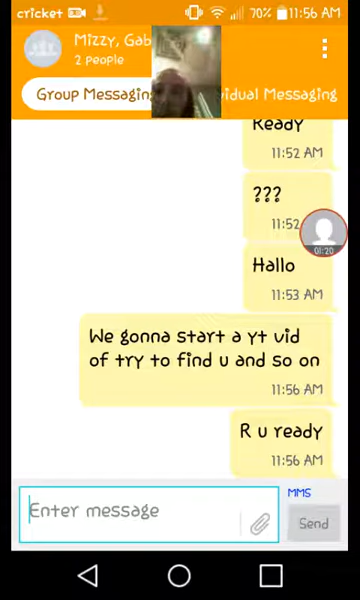 cricket 70% 11:56 AM
Mizzy, Gab
2 people
Group Messaging vidual Messaging
Ready
11:52 AM
???
11:52
01:20
Hallo
11:53 AM
We gonna start a yt vid
of try to find u and so on
11:56 AM
R u ready
11:56 AM
Enter message
MMS
Send